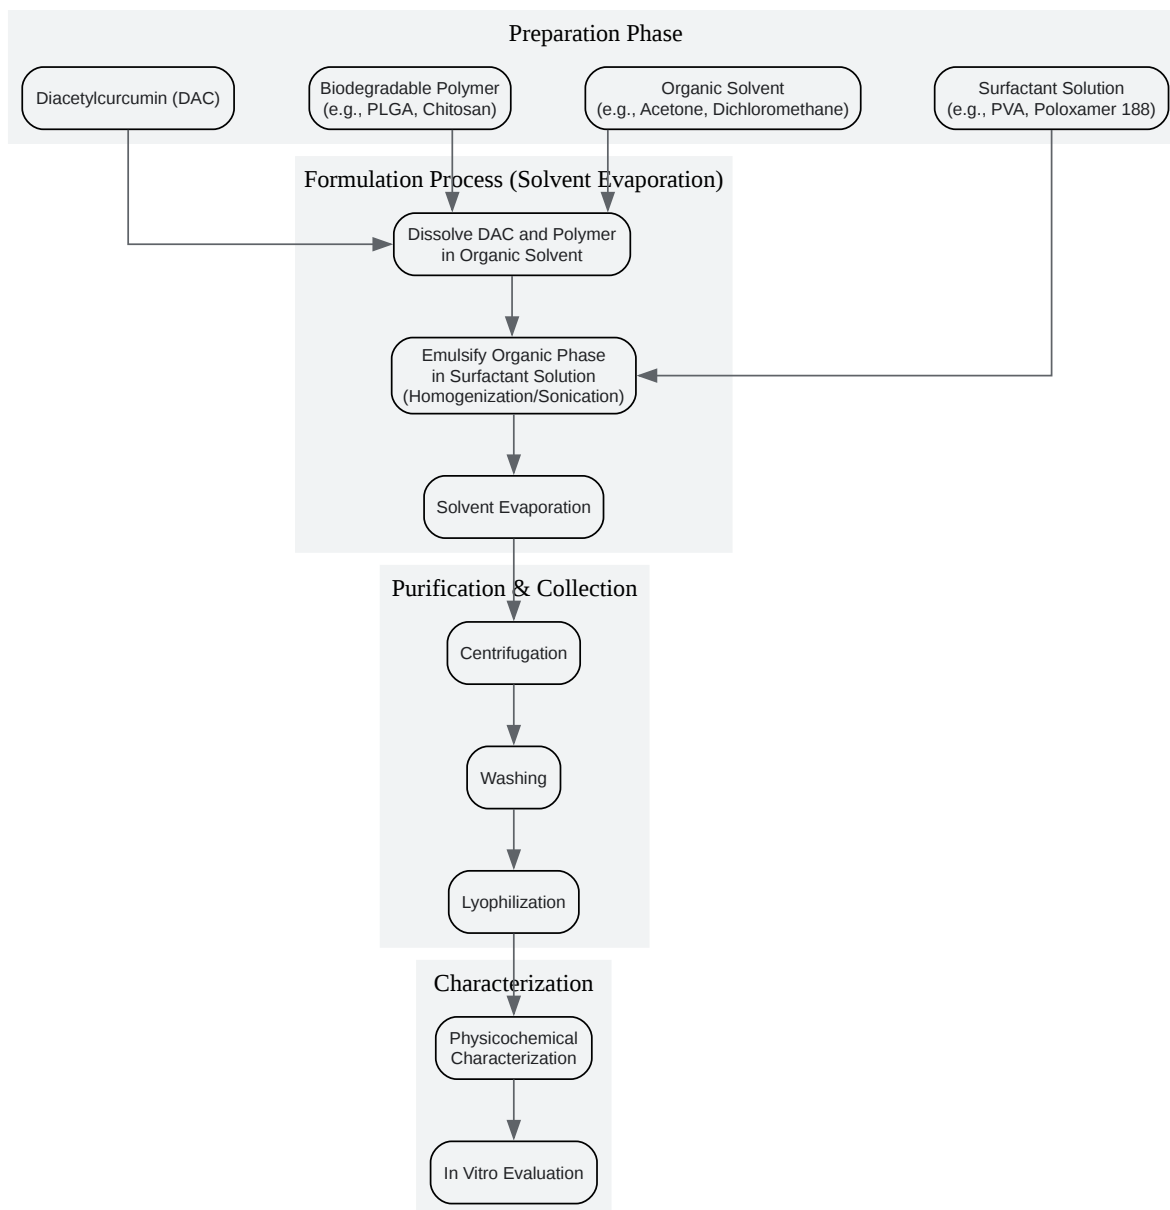 Preparation Phase
Diacetylcurcumin (DAC)
Biodegradable Polymer
(e.g., PLGA, Chitosan)
Organic Solvent
(e.g., Acetone, Dichloromethane)
Surfactant Solution
(e.g., PVA, Poloxamer 188)
Formulation Process (Solvent Evaporation)
Dissolve DAC and Polymer
in Organic Solvent
Emulsify Organic Phase
in Surfactant Solution
(Homogenization/Sonication)
Solvent Evaporation
Purification & Collection
Centrifugation
Washing
Lyophilization
Characterization
Physicochemical
Characterization
In Vitro Evaluation